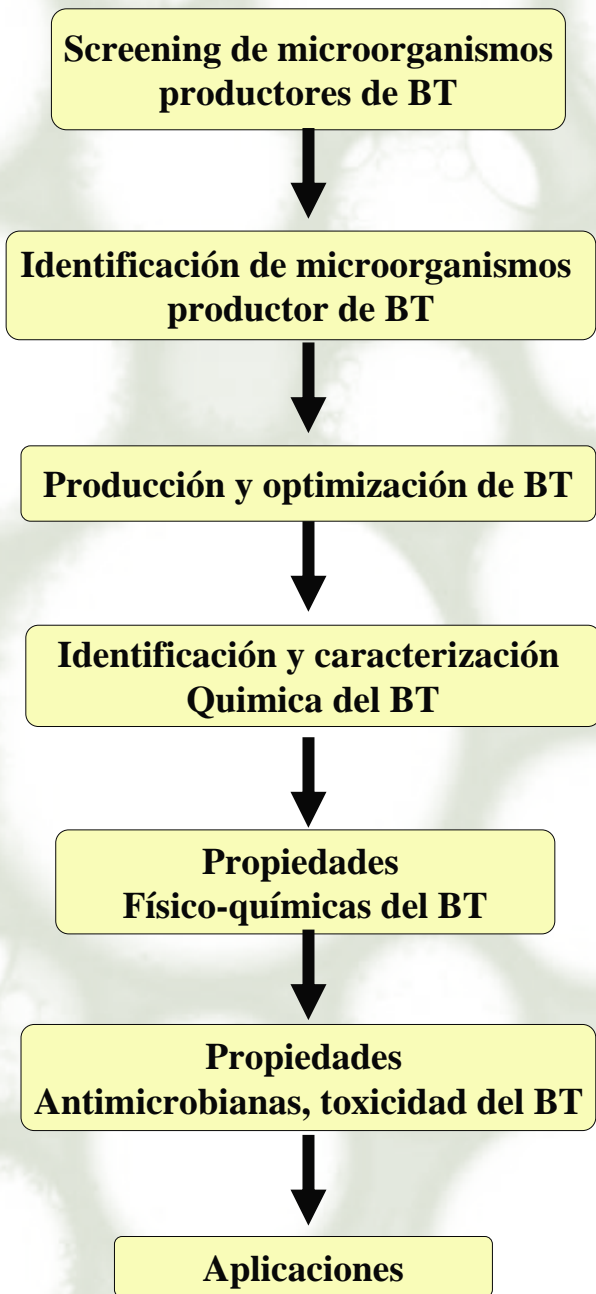 Screening de microorganismos
productores de BT
Identificación de microorganismos
productor de BT
Producción y optimización de BT
Identificación y caracterización
Quimica del BT
Propiedades
Físico-químicas del BT
Propiedades
Antimicrobianas, toxicidad del BT
Aplicaciones